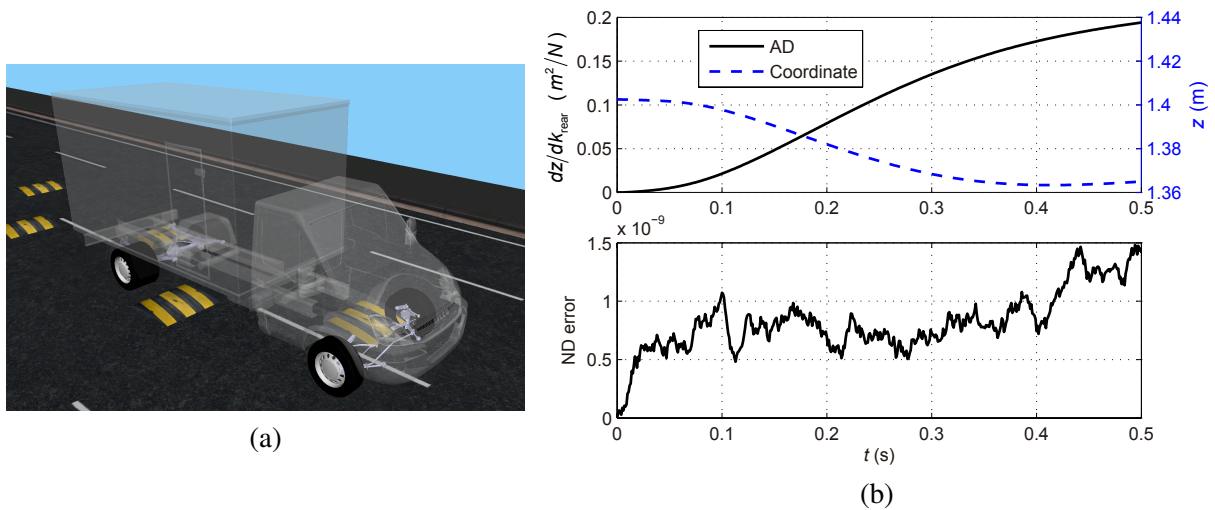 0.2
0.15
0.1
0.05
0
dz/dk_rear (m²/N)
AD
Coordinate
1.44
1.42
1.4
1.38
1.36
z (m)
0 0.1 0.2 0.3 0.4 0.5
x 10⁻⁹
1.5
1
0.5
0
ND error
0 0.1 0.2 0.3 0.4 0.5
t (s)
(a)
(b)